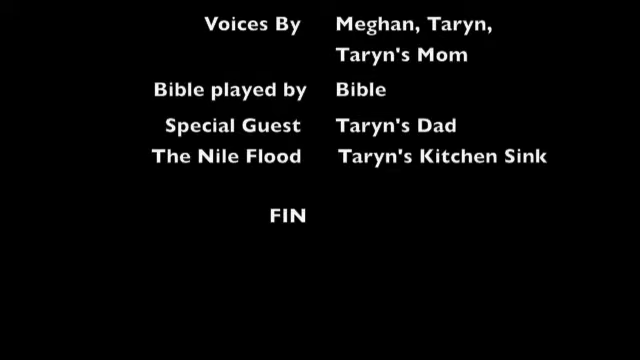 Voices By Meghan, Taryn,
Taryn's Mom
Bible played by Bible
Special Guest Taryn's Dad
The Nile Flood Taryn's Kitchen Sink
FIN